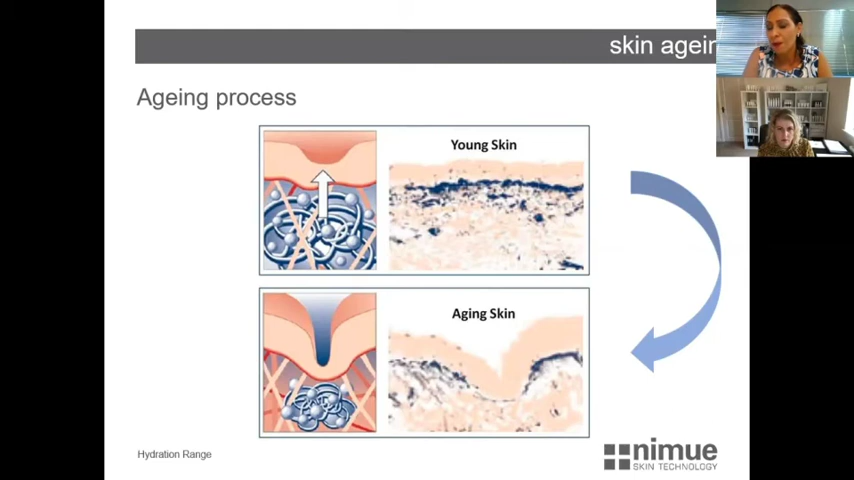 skin agein
Ageing process
Young Skin
Aging Skin
Hydration Range
nimue
SKIN TECHNOLOGY